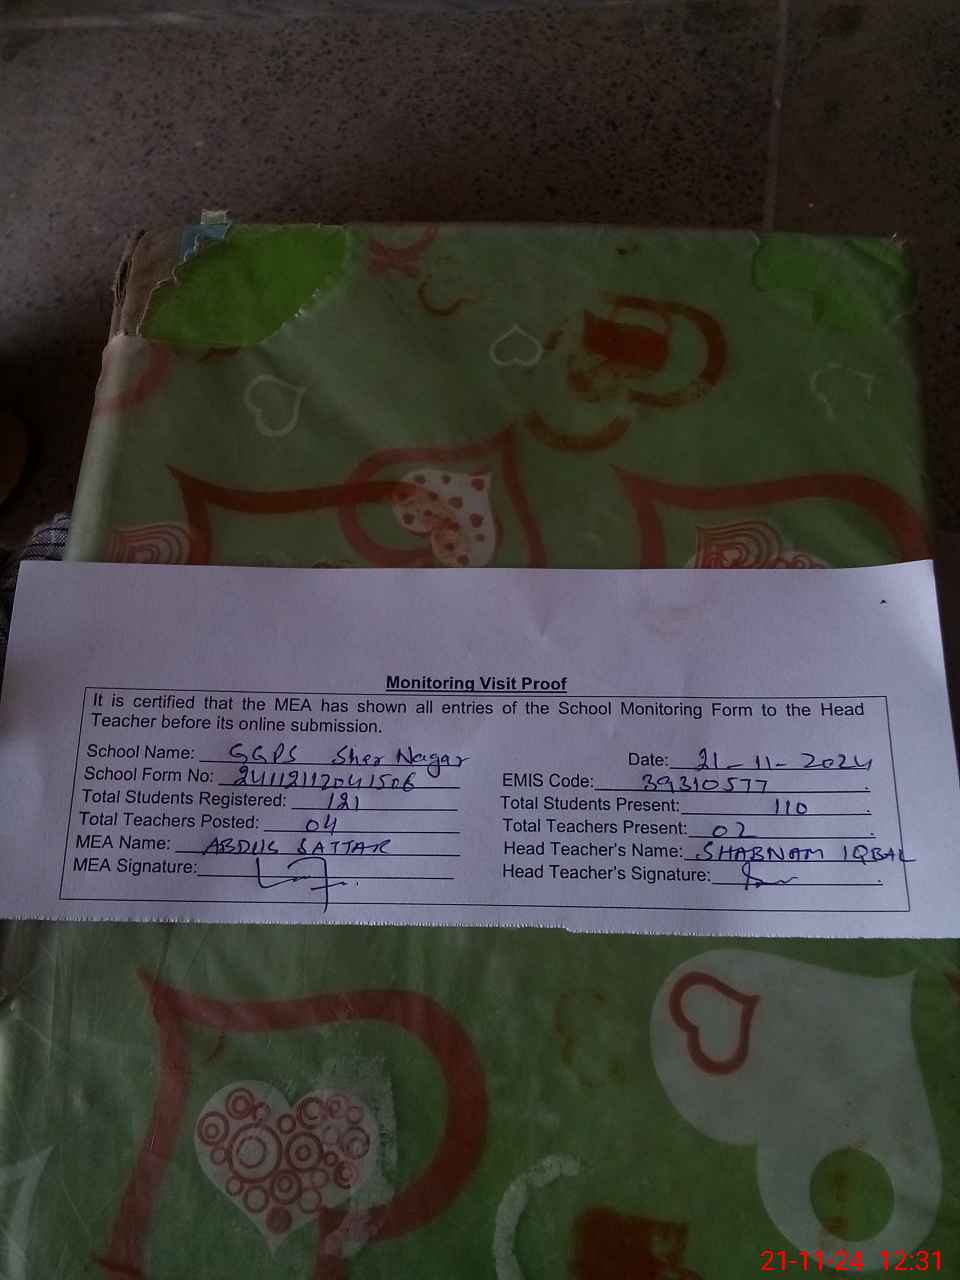 Monitoring Visit Proof
It is certified that the MEA has shown all entries of the School Monitoring Form to the Head
Teacher before its online submission.
School Name: GGPS Sher Nagar Date: 21-11-2024
School Form No: 241121112041506 EMIS Code: 39310577
Total Students Registered: 121 Total Students Present: 110
Total Teachers Posted: 04 Total Teachers Present: 02
MEA Name: ABDUS SATTAR Head Teacher's Name: SHABNAM IQBAL
MEA Signature: Head Teacher's Signature:
21-11-24 12:31